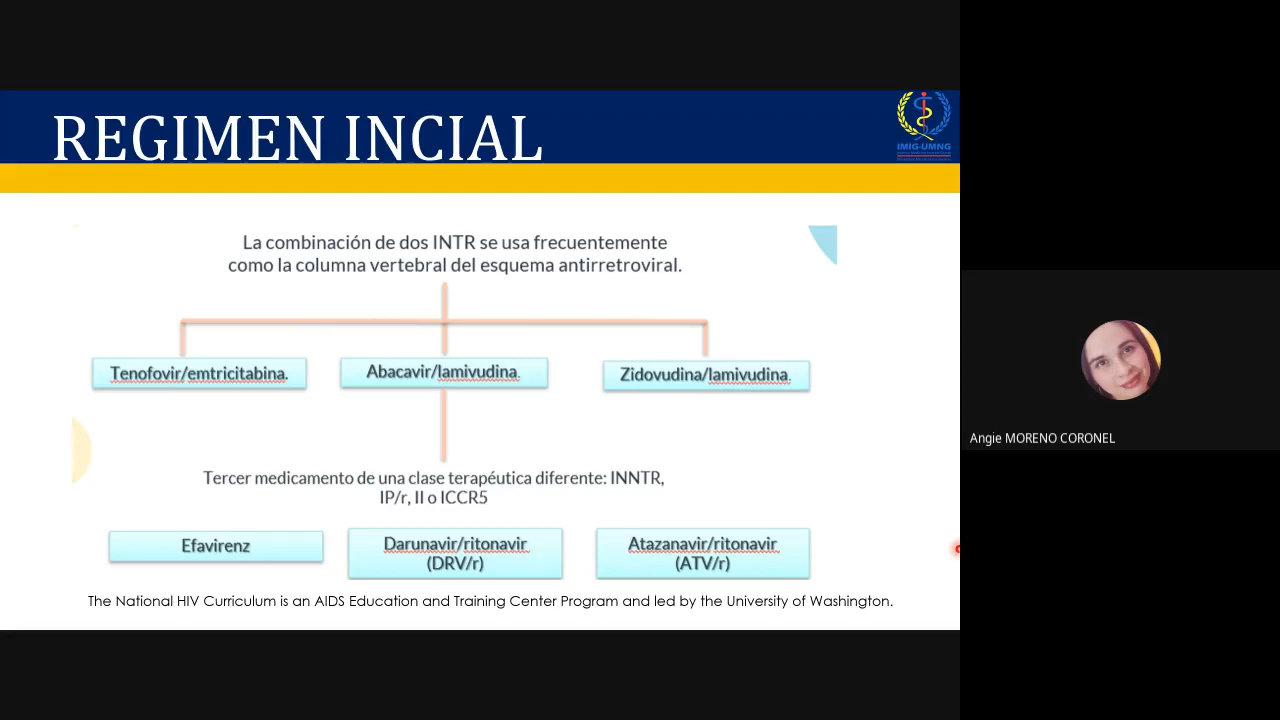 REGIMEN INCIAL
IMIG-UMNG
La combinación de dos INTR se usa frecuentemente
como la columna vertebral del esquema antirretroviral.
Tenofovir/emtricitabina.
Abacavir/lamivudina.
Zidovudina/lamivudina.
Tercer medicamento de una clase terapéutica diferente: INNTR,
IP/r, II o ICCR5
Efavirenz
Darunavir/ritonavir
(DRV/r)
Atazanavir/ritonavir
(ATV/r)
The National HIV Curriculum is an AIDS Education and Training Center Program and led by the University of Washington.
Angie MORENO CORONEL